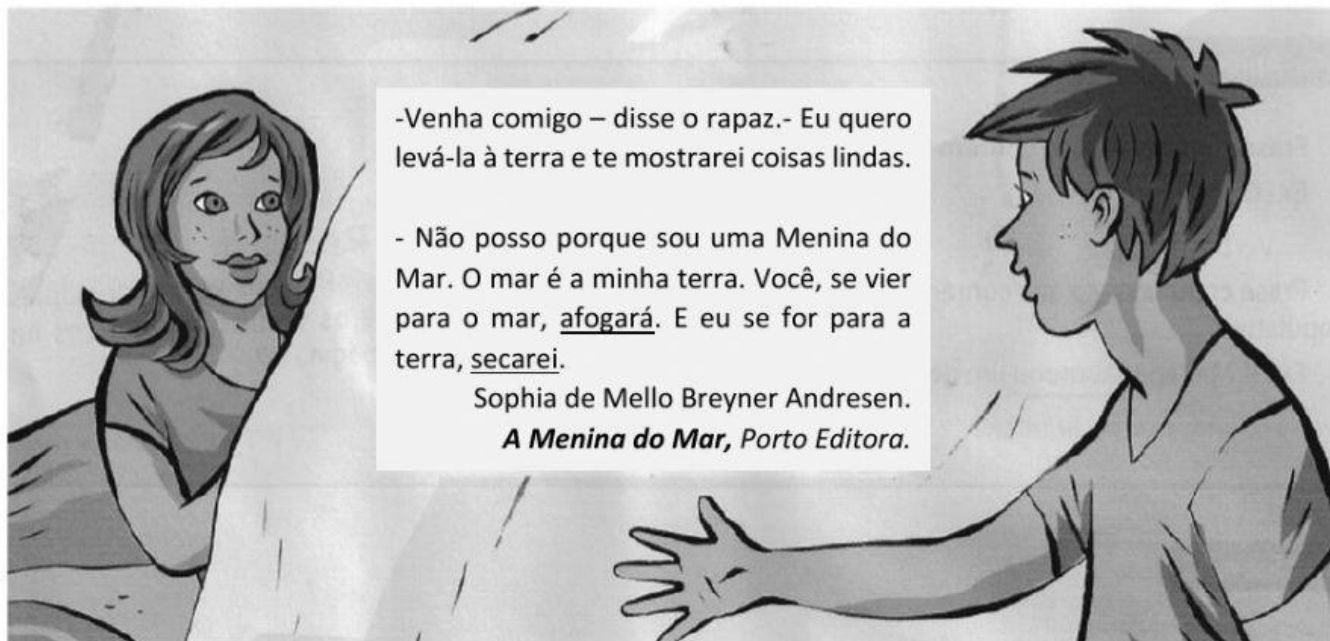 -Venha comigo – disse o rapaz.- Eu quero
levá-la à terra e te mostrarei coisas lindas.
- Não posso porque sou uma Menina do
Mar. O mar é a minha terra. Você, se vier
para o mar, afogará. E eu se for para a
terra, secarei.
Sophia de Mello Breyner Andresen.
A Menina do Mar, Porto Editora.